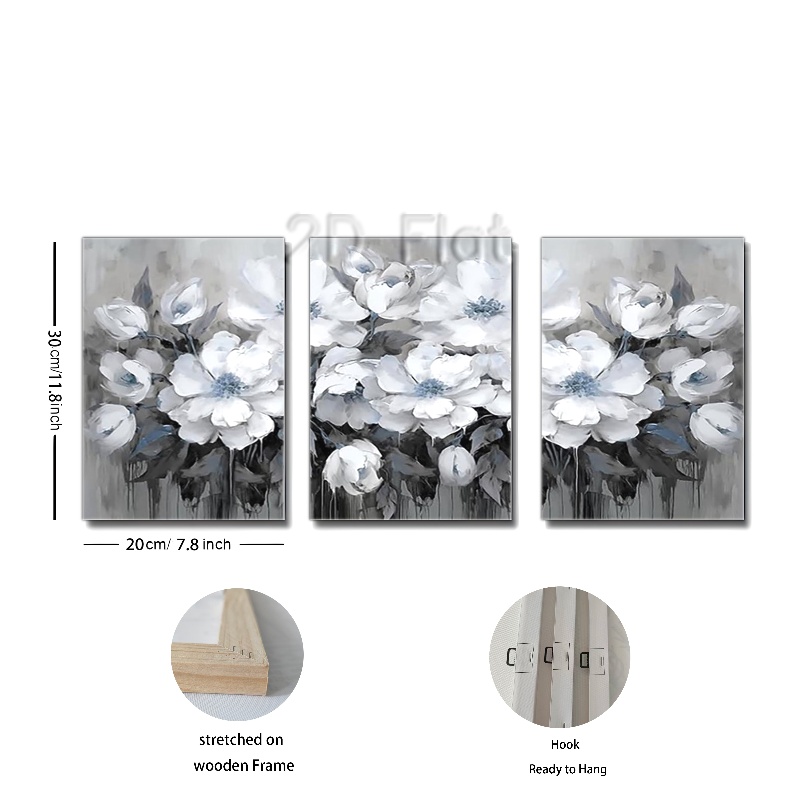 2D Flat
30cm/11.8inch
20cm/ 7.8 inch
stretched on
wooden Frame
Hook
Ready to Hang